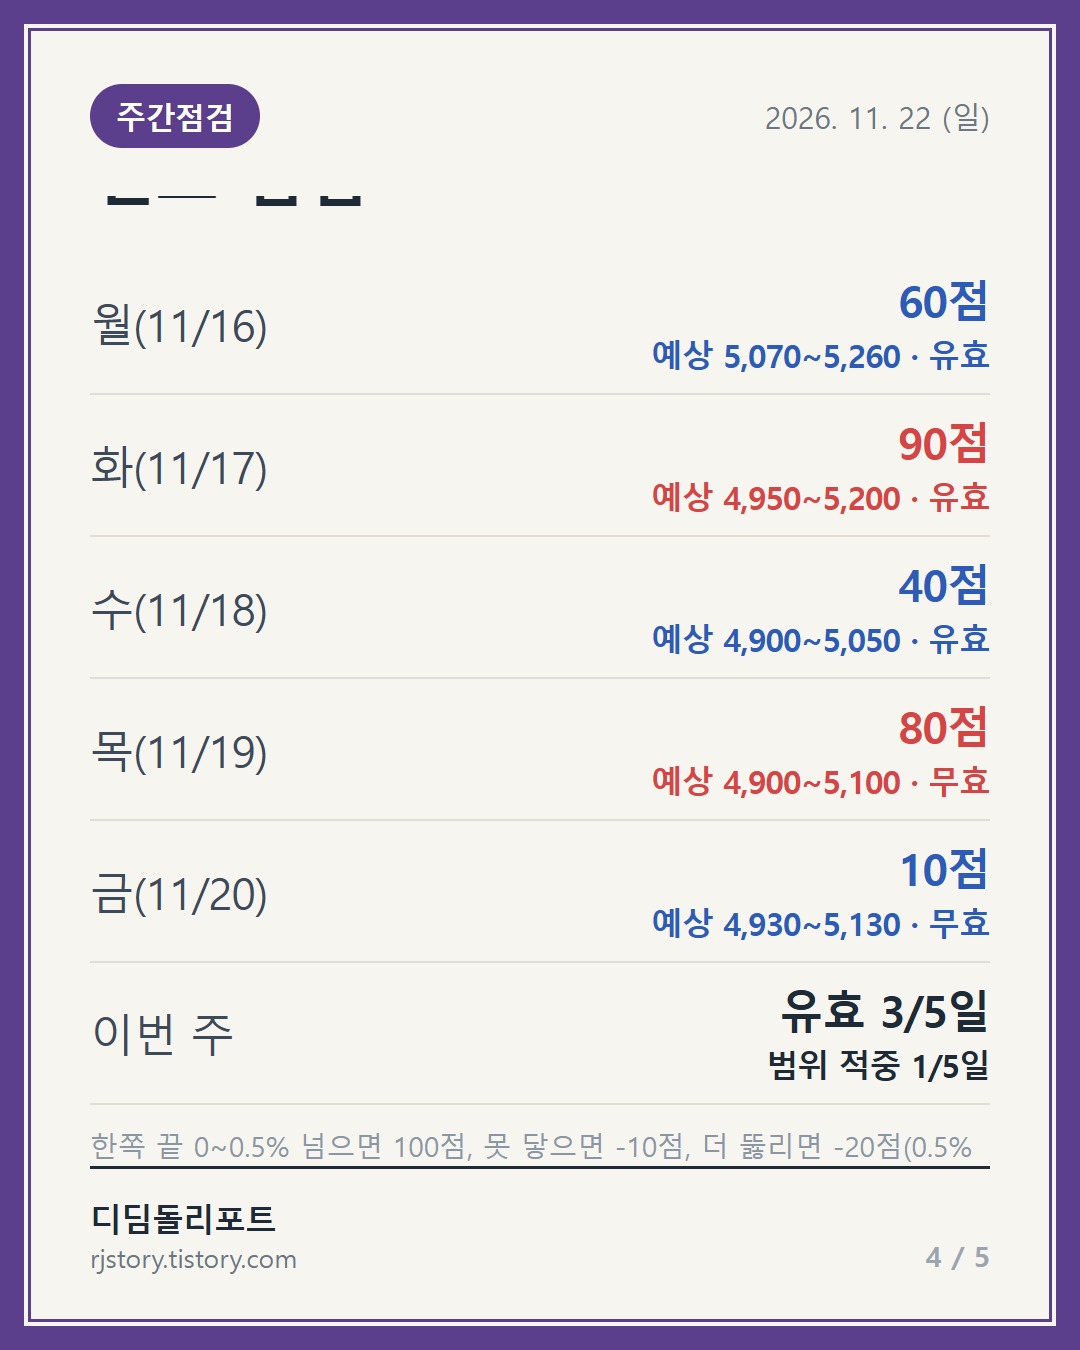 주간점검
2026. 11. 22 (일)
월(11/16)
60점
예상 5,070~5,260 · 유효
화(11/17)
90점
예상 4,950~5,200 · 유효
수(11/18)
40점
예상 4,900~5,050 · 유효
목(11/19)
80점
예상 4,900~5,100 · 무효
금(11/20)
10점
예상 4,930~5,130 · 무효
이번 주
유효 3/5일
범위 적중 1/5일
한쪽 끝 0~0.5% 넘으면 100점, 못 닿으면 -10점, 더 뚫리면 -20점(0.5%
디딤돌리포트
rjstory.tistory.com
4 / 5